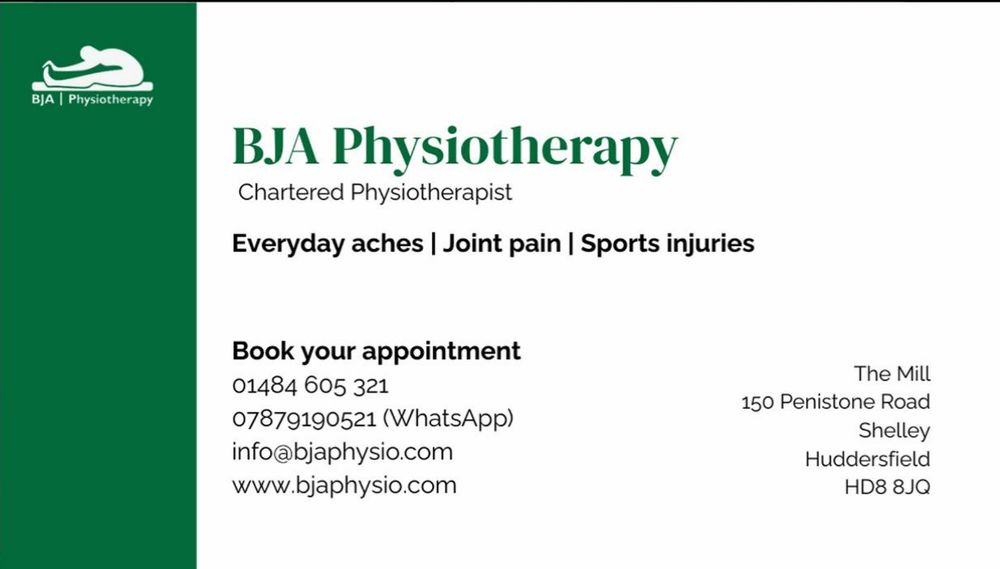 BJA | Physiotherapy
BJA Physiotherapy
Chartered Physiotherapist
Everyday aches | Joint pain | Sports injuries
Book your appointment
01484 605 321
07879190521 (WhatsApp)
info@bjaphysio.com
www.bjaphysio.com
The Mill
150 Penistone Road
Shelley
Huddersfield
HD8 8JQ